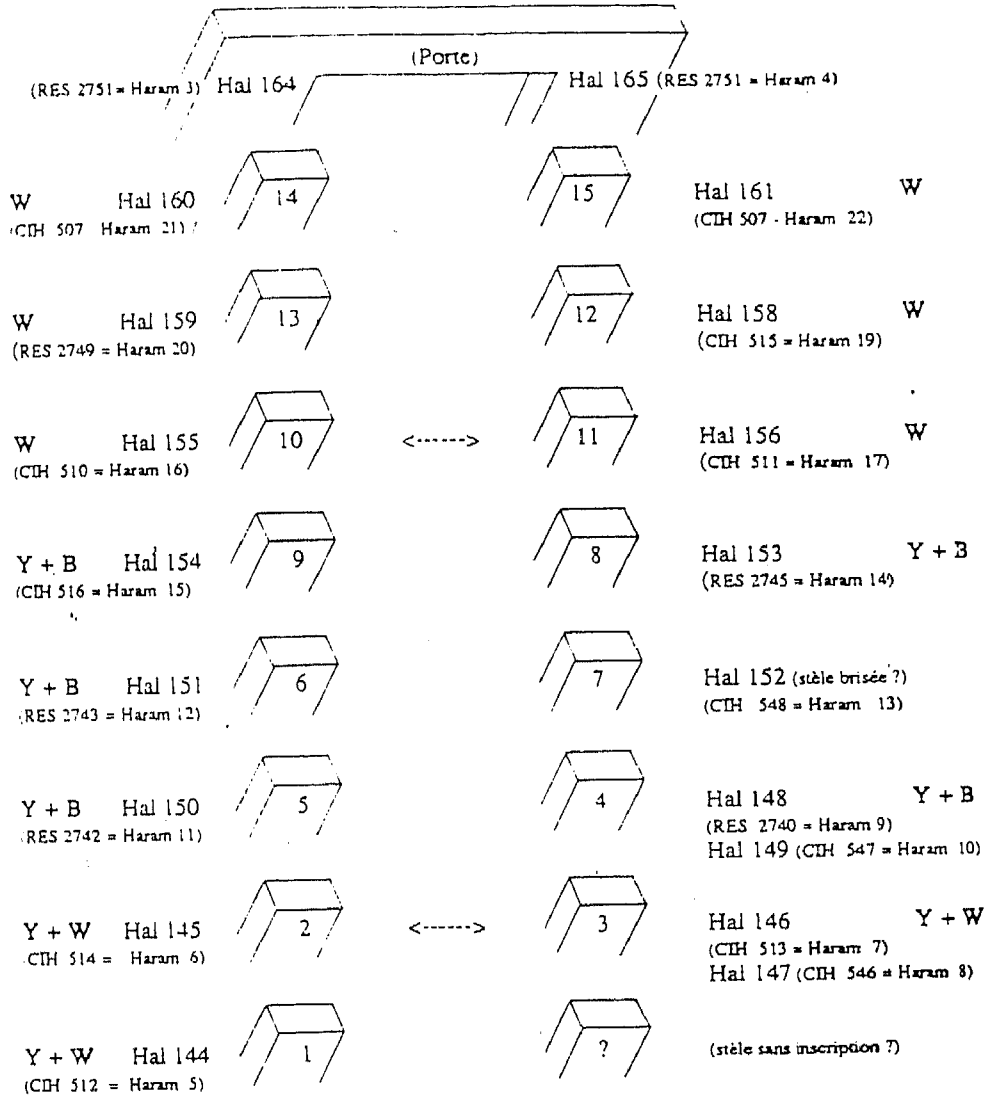 (Porte)
(RES 2751 = Haram 3) Hal 164 Hal 165 (RES 2751 = Haram 4)
W Hal 160 14 15 Hal 161 W
(CIH 507 Haram 21) (CIH 507 - Haram 22)
W Hal 159 13 12 Hal 158 W
(RES 2749 = Haram 20) (CIH 515 = Haram 19)
W Hal 155 10 <-----> 11 Hal 156 W
(CIH 510 = Haram 16) (CIH 511 = Haram 17)
Y + B Hal 154 9 8 Hal 153 Y + B
(CIH 516 = Haram 15) (RES 2745 = Haram 14)
Y + B Hal 151 6 7 Hal 152 (stèle brisée ?)
(RES 2743 = Haram 12) (CIH 548 = Haram 13)
Y + B Hal 150 5 4 Hal 148 Y + B
(RES 2742 = Haram 11) (RES 2740 = Haram 9)
Hal 149 (CIH 547 = Haram 10)
Y + W Hal 145 2 <-----> 3 Hal 146 Y + W
CIH 514 = Haram 6) (CIH 513 = Haram 7)
Hal 147 (CIH 546 = Haram 8)
Y + W Hal 144 1 ? (stèle sans inscription ?)
(CIH 512 = Haram 5)